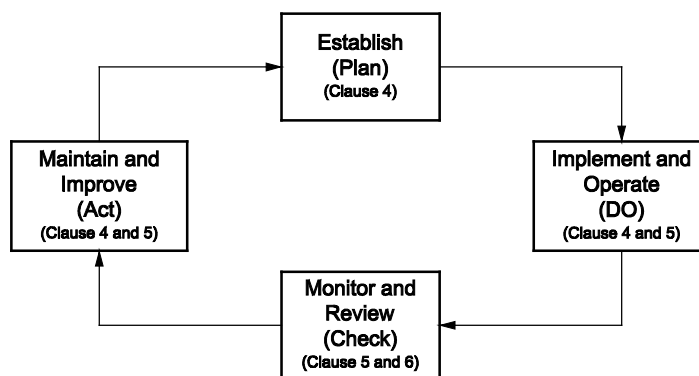 Establish
(Plan)
(Clause 4)
Maintain and
Improve
(Act)
(Clause 4 and 5)
Implement and
Operate
(DO)
(Clause 4 and 5)
Monitor and
Review
(Check)
(Clause 5 and 6)